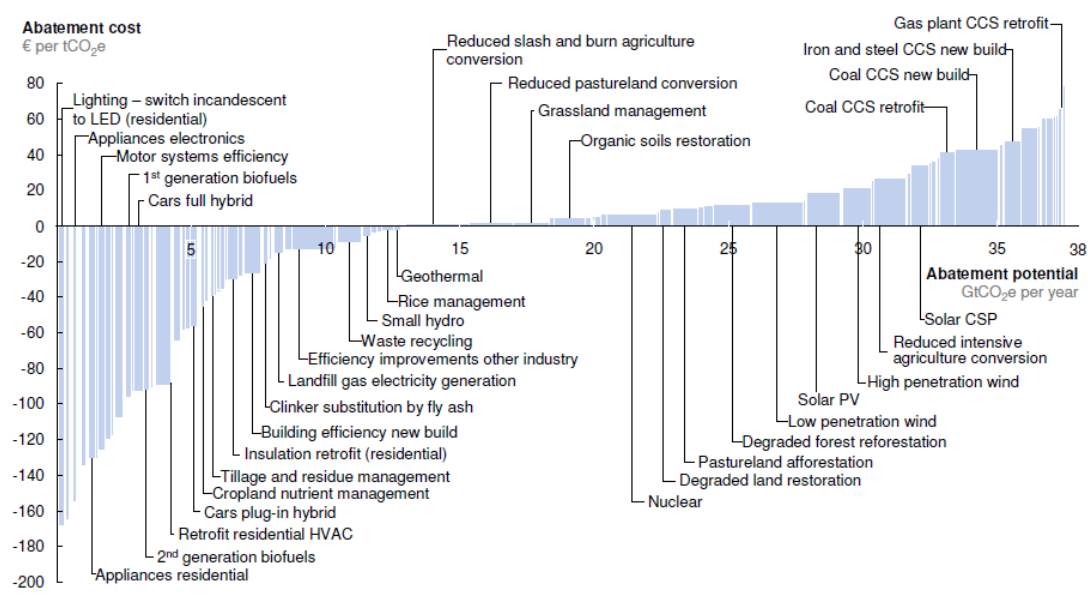 Abatement cost
€ per tCO₂e
Gas plant CCS retrofit
Iron and steel CCS new build
Coal CCS new build
Coal CCS retrofit
Reduced slash and burn agriculture
conversion
Reduced pastureland conversion
Grassland management
Organic soils restoration
Lighting – switch incandescent
to LED (residential)
Appliances electronics
Motor systems efficiency
1st generation biofuels
Cars full hybrid
80
60
40
20
0
-20
-40
-60
-80
-100
-120
-140
-160
-180
-200
5
10
15
20
25
30
35
38
Abatement potential
GtCO₂e per year
Geothermal
Rice management
Small hydro
Waste recycling
Efficiency improvements other industry
Landfill gas electricity generation
Clinker substitution by fly ash
Building efficiency new build
Insulation retrofit (residential)
Tillage and residue management
Cropland nutrient management
Cars plug-in hybrid
Retrofit residential HVAC
2nd generation biofuels
Appliances residential
Solar CSP
Reduced intensive
agriculture conversion
High penetration wind
Solar PV
Low penetration wind
Degraded forest reforestation
Pastureland afforestation
Degraded land restoration
Nuclear